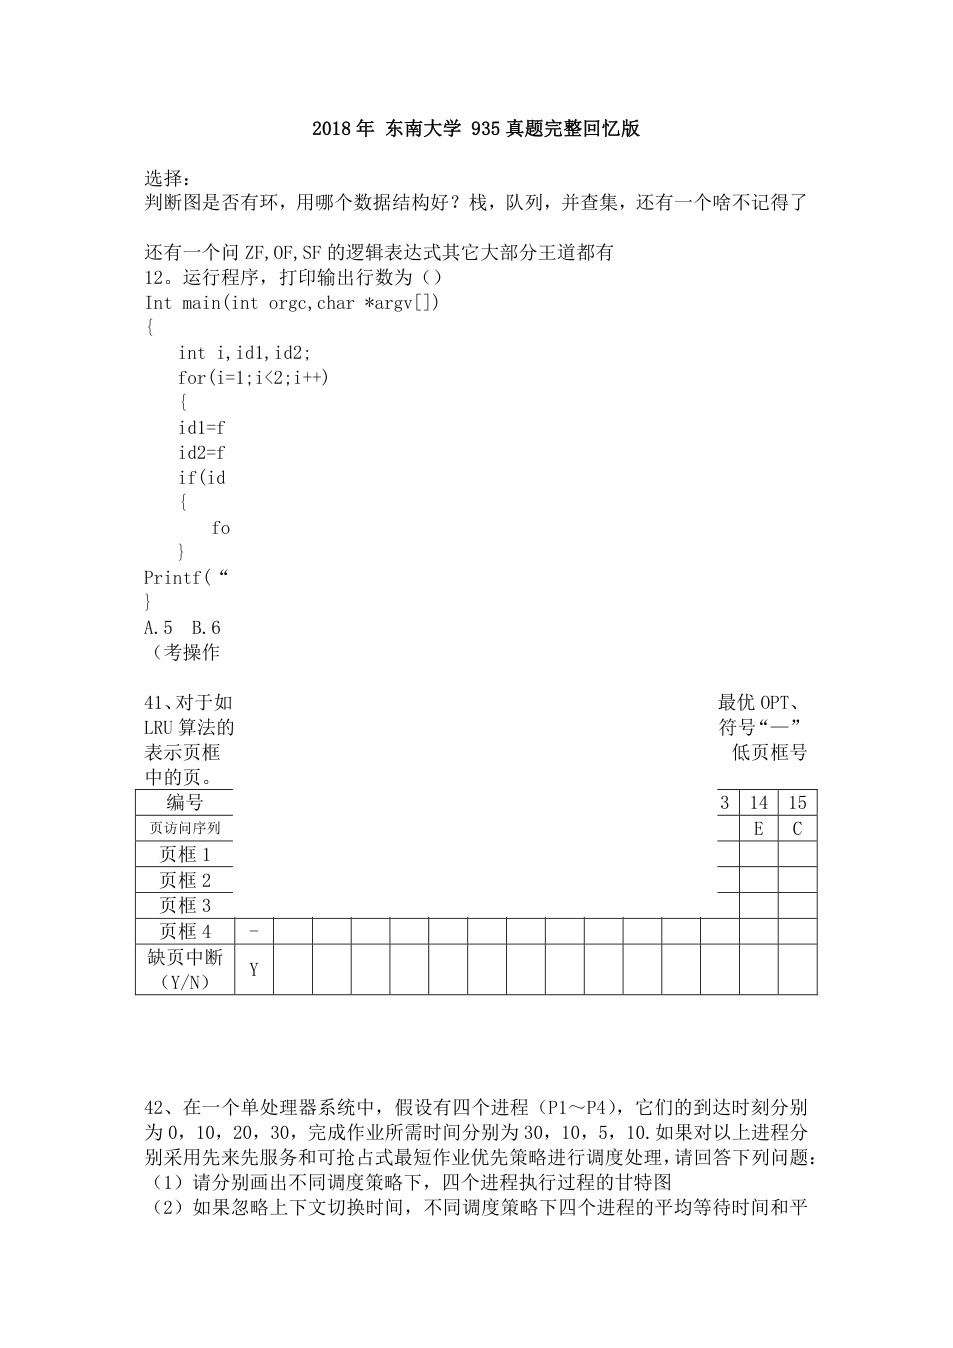 2018 年 东南大学 935 真题完整回忆版
选择：
判断图是否有环，用哪个数据结构好？栈，队列，并查集，还有一个啥不记得了
还有一个问 ZF,OF,SF 的逻辑表达式其它大部分王道都有
12。运行程序，打印输出行数为（）
Int main(int orgc,char *argv[])
{
int i,id1,id2;
for(i=1;i<2;i++)
{
id1=f
id2=f
if(id
{
fo
}
Printf(“
}
A.5 B.6
（考操作
41、对于如 最优 OPT、
LRU 算法的 符号“—”
表示页框 低页框号
中的页。
编号 3 14 15
页访问序列 E C
页框 1
页框 2
页框 3
页框 4 -
缺页中断
（Y/N） Y
42、在一个单处理器系统中，假设有四个进程（P1～P4），它们的到达时刻分别
为 0，10，20，30，完成作业所需时间分别为 30，10，5，10.如果对以上进程分
别采用先来先服务和可抢占式最短作业优先策略进行调度处理，请回答下列问题：
（1）请分别画出不同调度策略下，四个进程执行过程的甘特图
（2）如果忽略上下文切换时间，不同调度策略下四个进程的平均等待时间和平